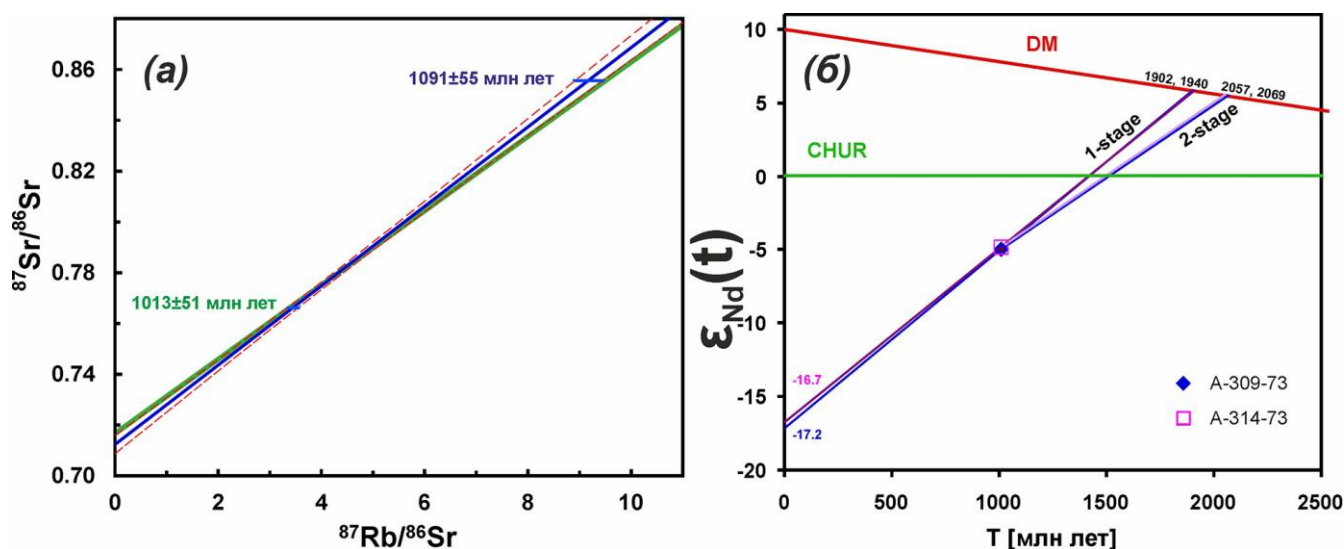 (а)
1091±55 млн лет
1013±51 млн лет
0.86
0.82
0.78
0.74
0.70
⁸⁷Sr/⁸⁶Sr
0 2 4 6 8 10
⁸⁷Rb/⁸⁶Sr
(б)
DM
1902, 1940
2057, 2069
1-stage
2-stage
CHUR
10
5
0
-5
-10
-15
-20
εNd(t)
-16.7
-17.2
A-309-73
A-314-73
0 500 1000 1500 2000 2500
T [млн лет]